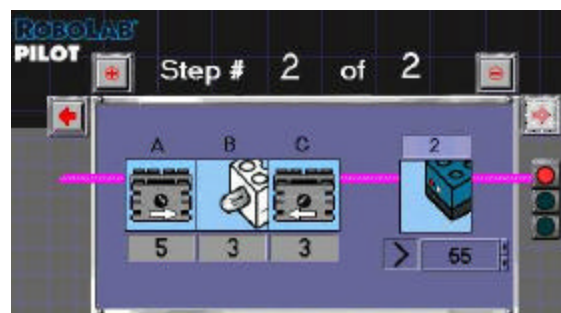 ROBOLAB
PILOT
Step # 2 of 2
A B C 2
5 3 3 > 55